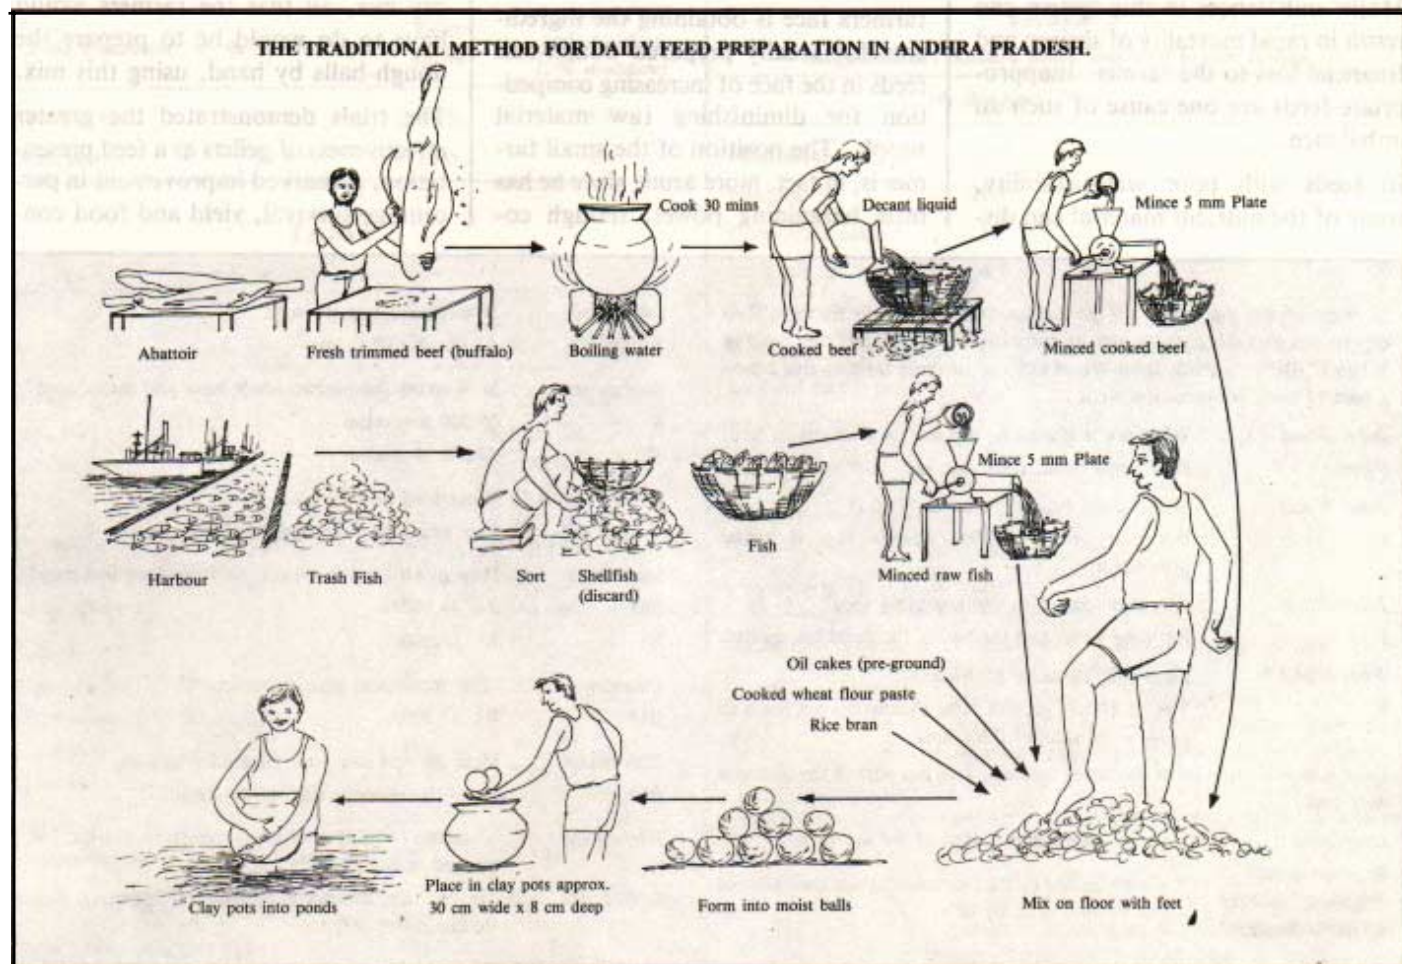 THE TRADITIONAL METHOD FOR DAILY FEED PREPARATION IN ANDHRA PRADESH.
Cook 30 mins
Decant liquid
Mince 5 mm Plate
Abattoir
Fresh trimmed beef (buffalo)
Boiling water
Cooked beef
Minced cooked beef
Mince 5 mm Plate
Harbour
Trash Fish
Sort
Shellfish
(discard)
Fish
Minced raw fish
Oil cakes (pre-ground)
Cooked wheat flour paste
Rice bran
Clay pots into ponds
Place in clay pots approx.
30 cm wide x 8 cm deep
Form into moist balls
Mix on floor with feet